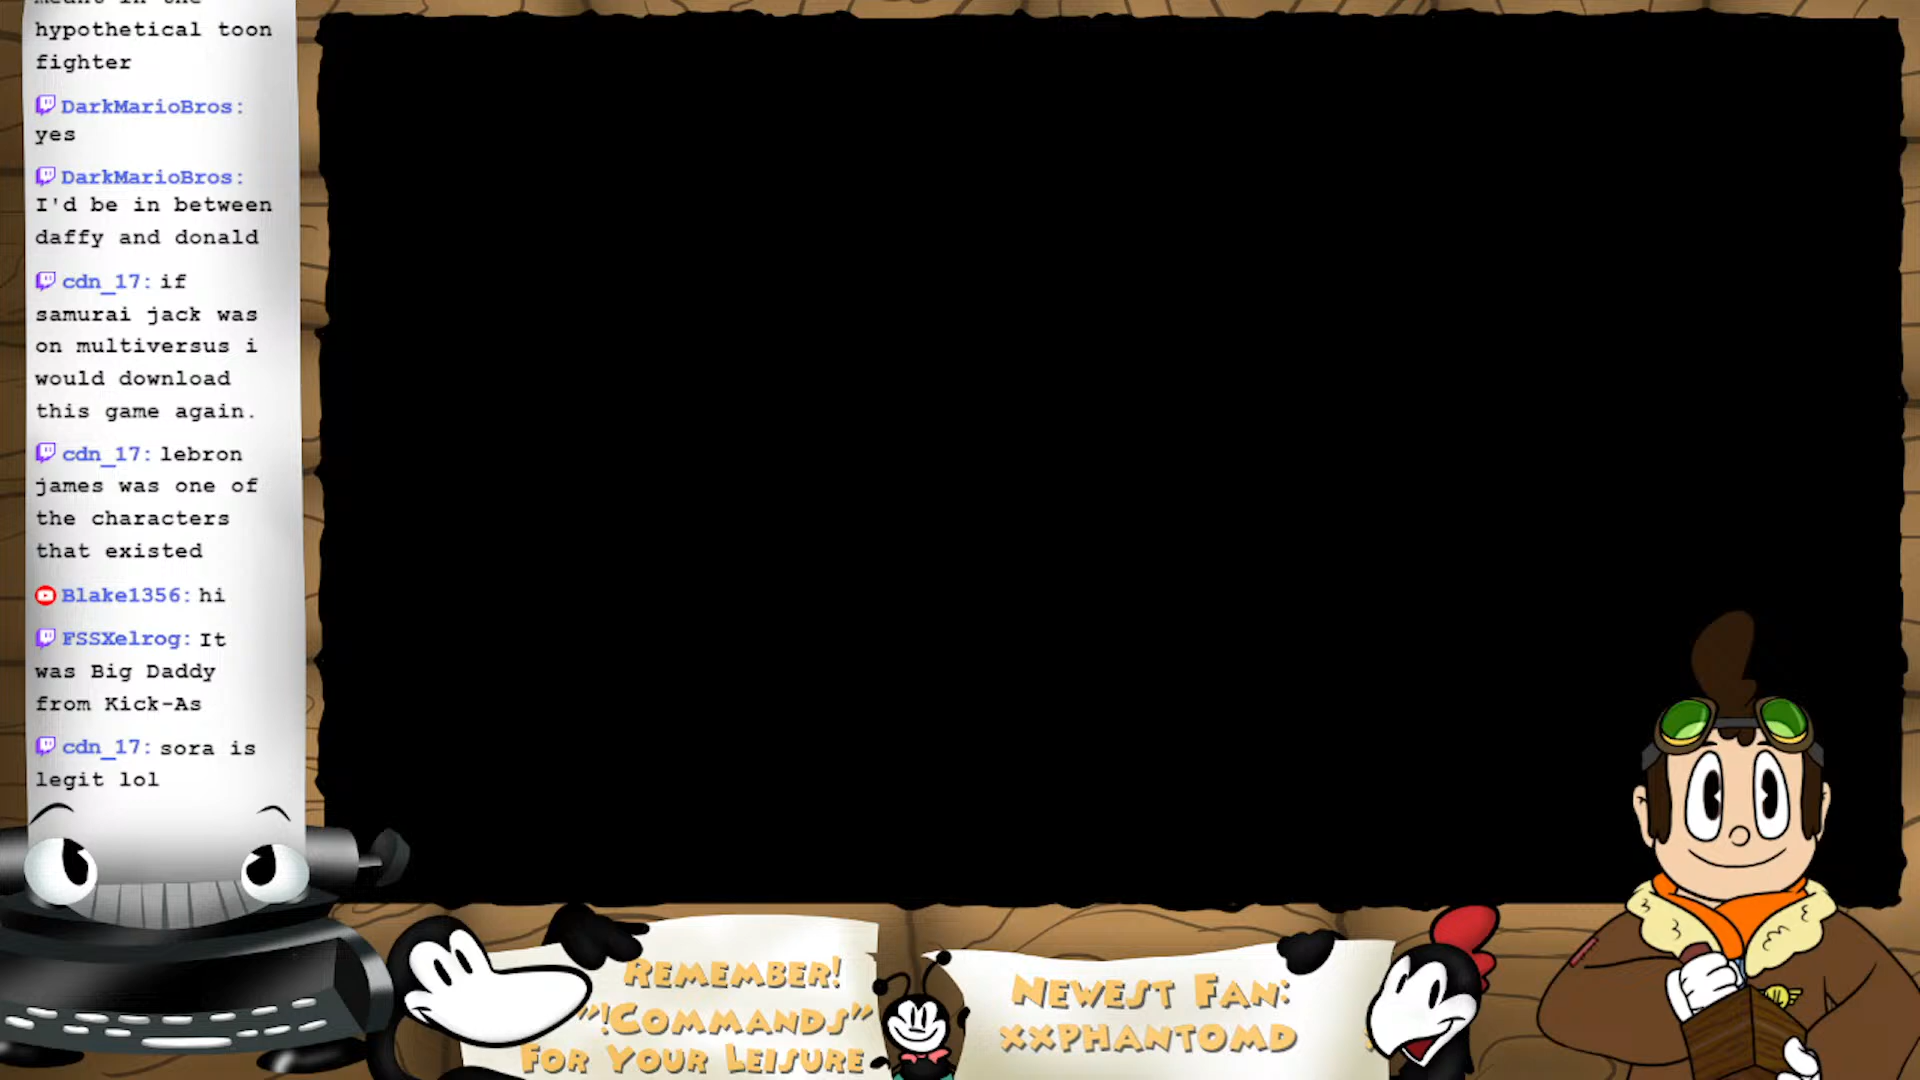 meant in the
hypothetical toon
fighter
DarkMarioBros:
yes
DarkMarioBros:
I'd be in between
daffy and donald
cdn_17: if
samurai jack was
on multiversus i
would download
this game again.
cdn_17: lebron
james was one of
the characters
that existed
Blake1356: hi
FSSXelrog: It
was Big Daddy
from Kick-As
cdn_17: sora is
legit lol
Remember!
"!Commands"
For Your Leisure
Newest Fan:
xxphantomd